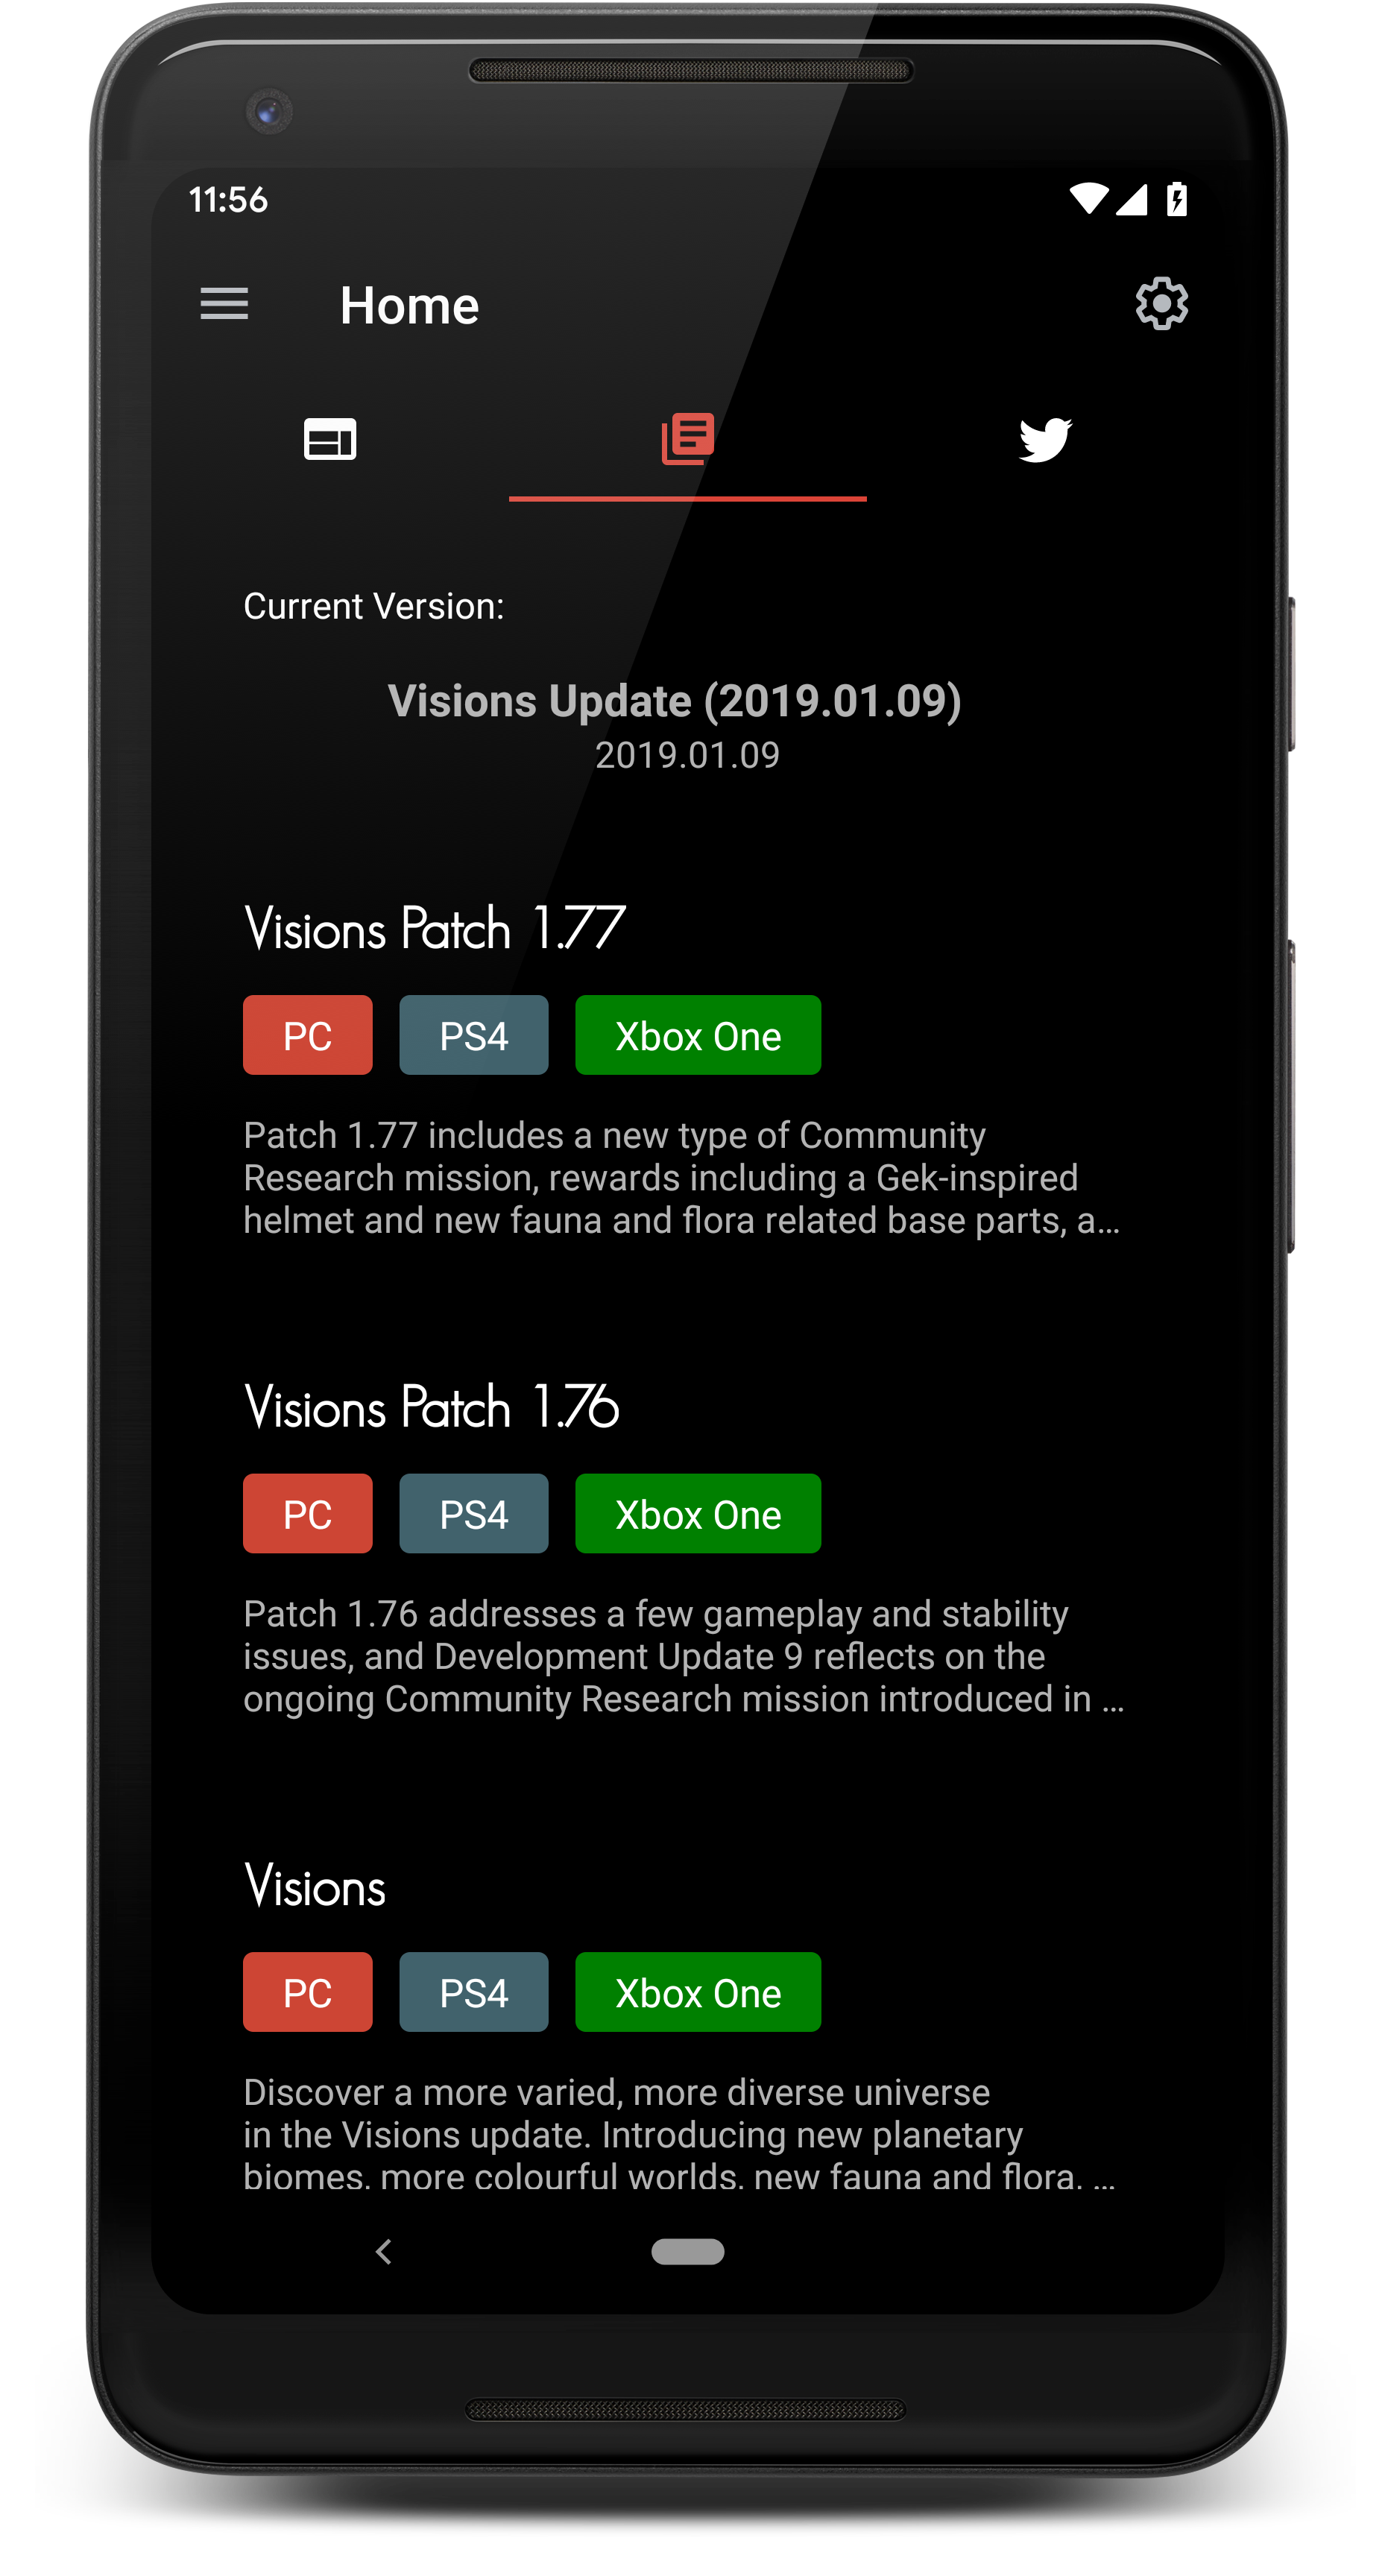 11:56
Home
Current Version:
Visions Update (2019.01.09)
2019.01.09
Visions Patch 1.77
PC PS4 Xbox One
Patch 1.77 includes a new type of Community
Research mission, rewards including a Gek-inspired
helmet and new fauna and flora related base parts, a…
Visions Patch 1.76
PC PS4 Xbox One
Patch 1.76 addresses a few gameplay and stability
issues, and Development Update 9 reflects on the
ongoing Community Research mission introduced in …
Visions
PC PS4 Xbox One
Discover a more varied, more diverse universe
in the Visions update. Introducing new planetary
biomes, more colourful worlds, new fauna and flora, …